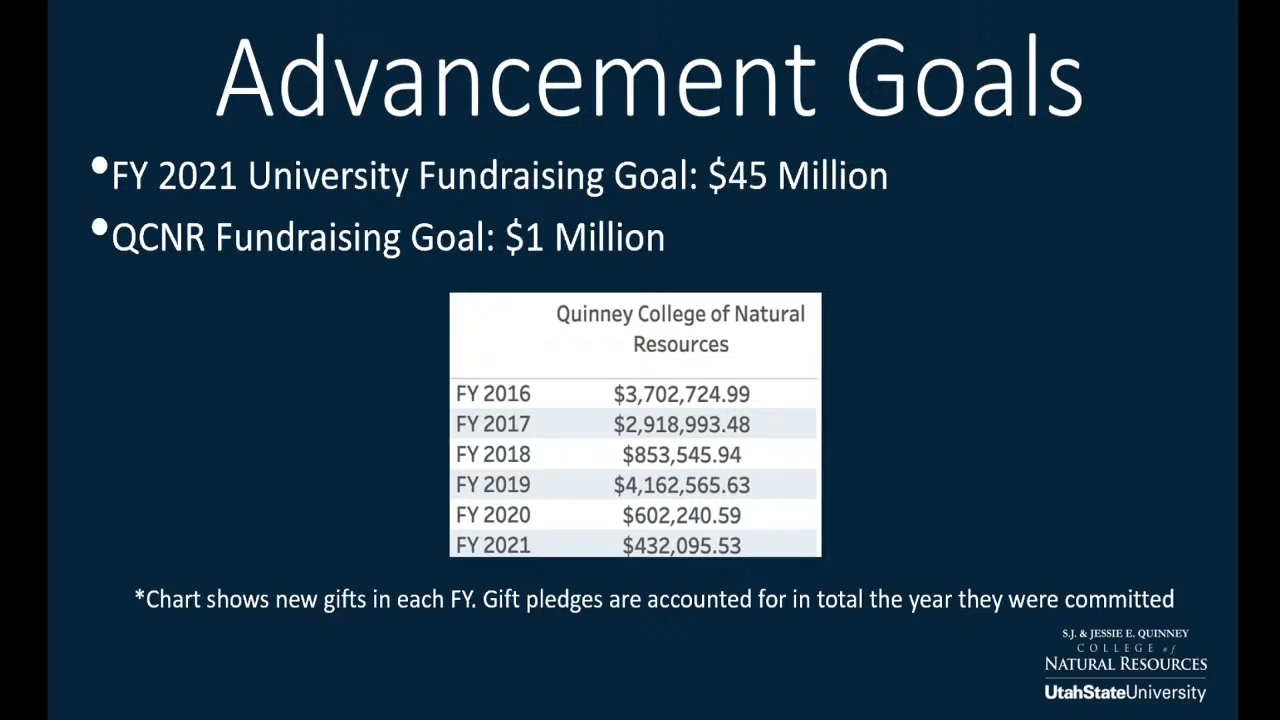 Advancement Goals
•FY 2021 University Fundraising Goal: $45 Million
•QCNR Fundraising Goal: $1 Million
Quinney College of Natural
Resources
FY 2016 $3,702,724.99
FY 2017 $2,918,993.48
FY 2018 $853,545.94
FY 2019 $4,162,565.63
FY 2020 $602,240.59
FY 2021 $432,095.53
*Chart shows new gifts in each FY. Gift pledges are accounted for in total the year they were committed
S.J. & JESSIE E. QUINNEY
COLLEGE of
NATURAL RESOURCES
UtahStateUniversity